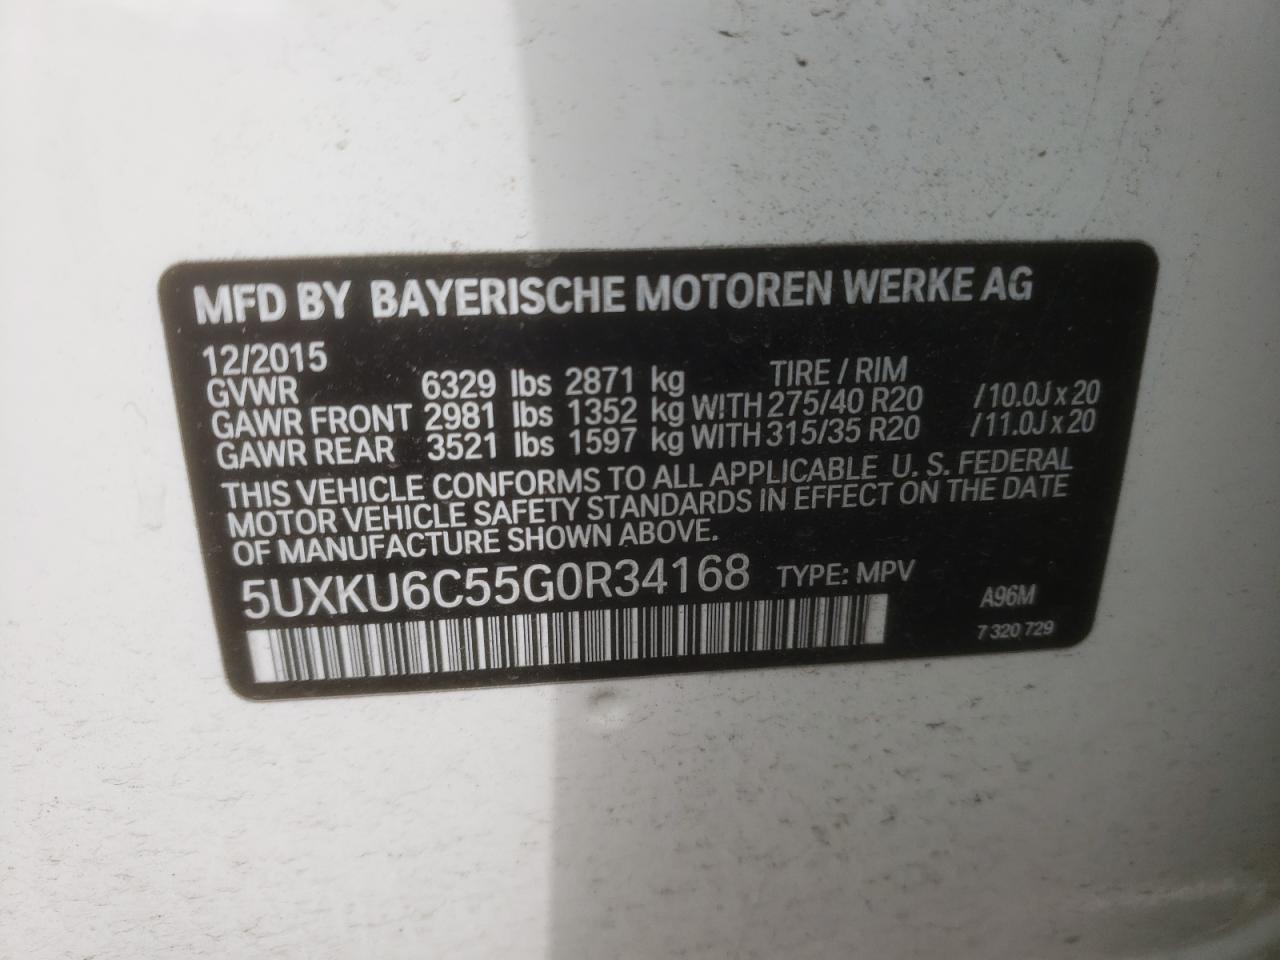 MFD BY BAYERISCHE MOTOREN WERKE AG
12/2015
TIRE / RIM
GVWR 6329 lbs 2871 kg
GAWR FRONT 2981 lbs 1352 kg WITH 275/40 R20 /10.0J x 20
GAWR REAR 3521 lbs 1597 kg WITH 315/35 R20 /11.0J x 20
THIS VEHICLE CONFORMS TO ALL APPLICABLE U. S. FEDERAL
MOTOR VEHICLE SAFETY STANDARDS IN EFFECT ON THE DATE
OF MANUFACTURE SHOWN ABOVE.
5UXKU6C55G0R34168 TYPE: MPV
A96M
7 320 729